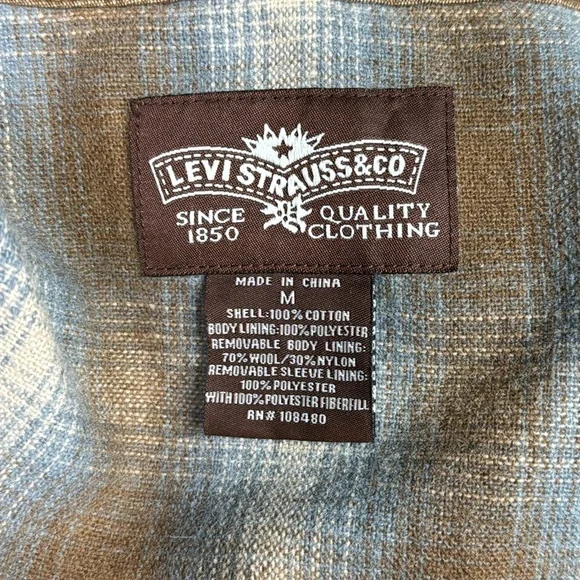 LEVI STRAUSS & CO
SINCE QUALITY
1850 CLOTHING
MADE IN CHINA
M
SHELL:100% COTTON
BODY LINING:100% POLYESTER
REMOVABLE BODY LINING:
70% WOOL/30% NYLON
REMOVABLE SLEEVE LINING:
100% POLYESTER
WITH 100% POLYESTER FIBERFILL
RN# 108480